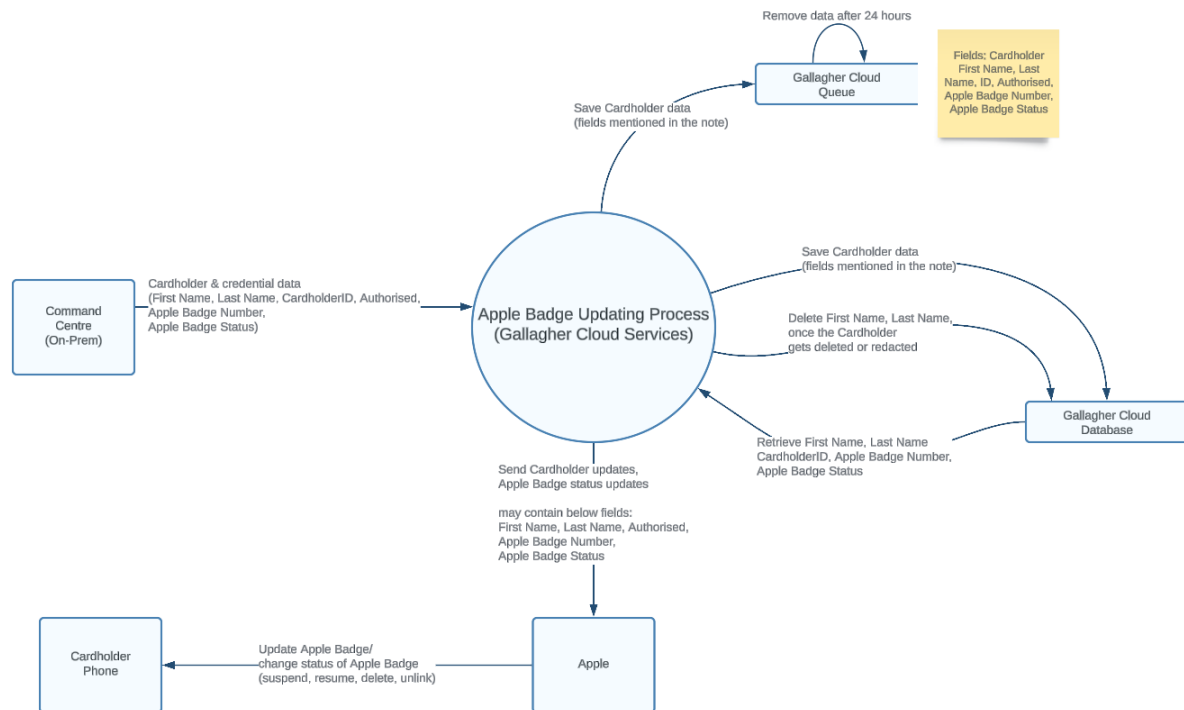 Remove data after 24 hours
Gallagher Cloud
Queue
Fields: Cardholder
First Name, Last
Name, ID, Authorised,
Apple Badge Number,
Apple Badge Status
Save Cardholder data
(fields mentioned in the note)
Save Cardholder data
(fields mentioned in the note)
Cardholder & credential data
(First Name, Last Name, CardholderID, Authorised,
Apple Badge Number,
Apple Badge Status)
Command
Centre
(On-Prem)
Apple Badge Updating Process
(Gallagher Cloud Services)
Delete First Name, Last Name,
once the Cardholder
gets deleted or redacted
Gallagher Cloud
Database
Retrieve First Name, Last Name
CardholderID, Apple Badge Number,
Apple Badge Status
Send Cardholder updates,
Apple Badge status updates
may contain below fields:
First Name, Last Name, Authorised,
Apple Badge Number,
Apple Badge Status
Cardholder
Phone
Update Apple Badge/
change status of Apple Badge
(suspend, resume, delete, unlink)
Apple